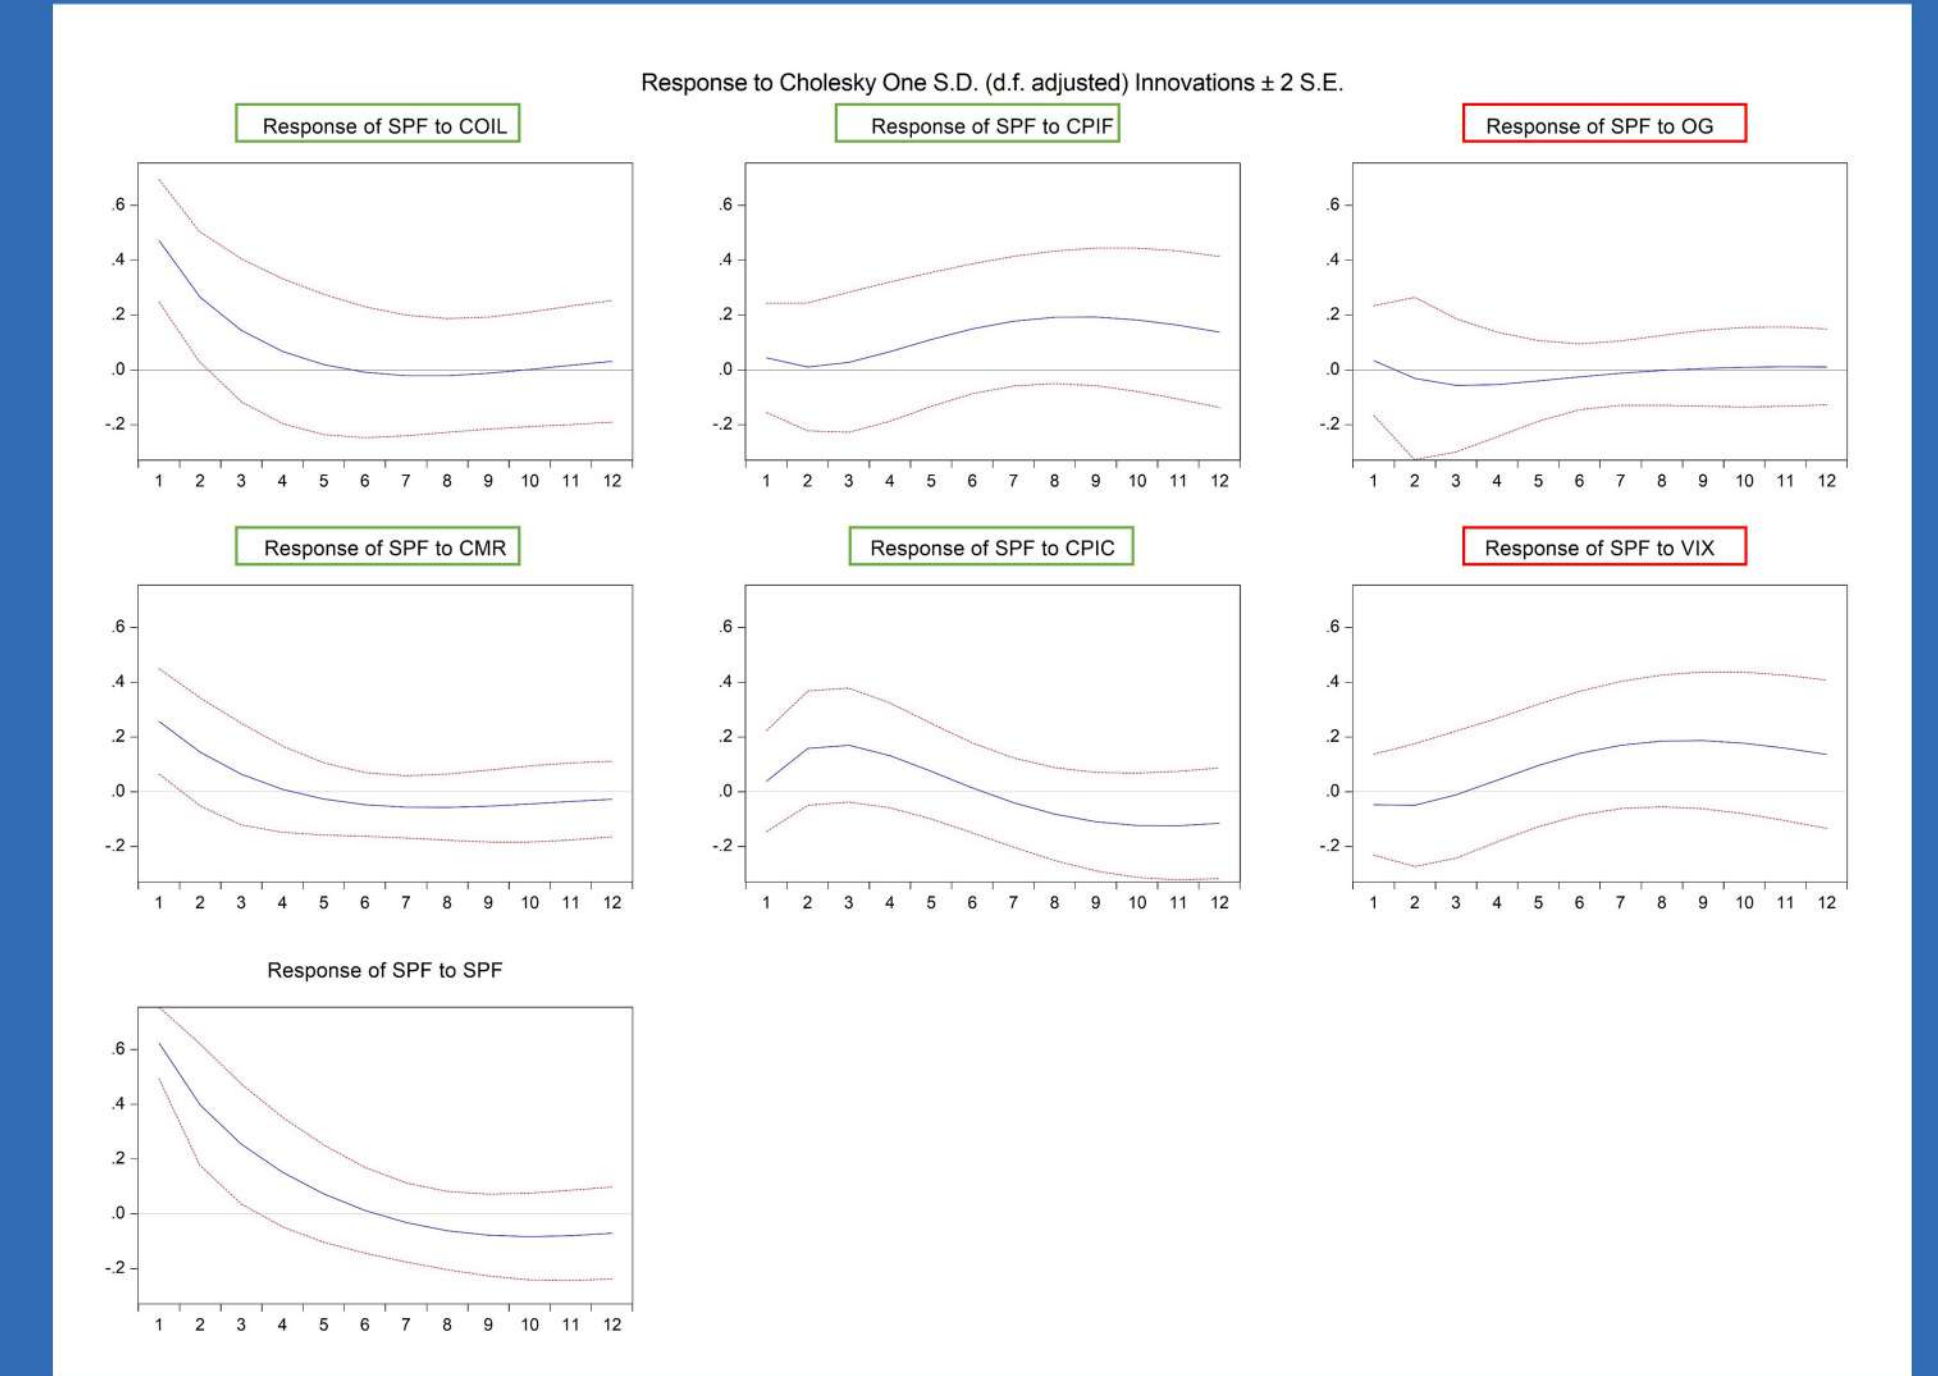 Response to Cholesky One S.D. (d.f. adjusted) Innovations ± 2 S.E.
Response of SPF to COIL
.6
.4
.2
.0
-.2
1 2 3 4 5 6 7 8 9 10 11 12
Response of SPF to CPIF
.6
.4
.2
.0
-.2
1 2 3 4 5 6 7 8 9 10 11 12
Response of SPF to OG
.6
.4
.2
.0
-.2
1 2 3 4 5 6 7 8 9 10 11 12
Response of SPF to CMR
.6
.4
.2
.0
-.2
1 2 3 4 5 6 7 8 9 10 11 12
Response of SPF to CPIC
.6
.4
.2
.0
-.2
1 2 3 4 5 6 7 8 9 10 11 12
Response of SPF to VIX
.6
.4
.2
.0
-.2
1 2 3 4 5 6 7 8 9 10 11 12
Response of SPF to SPF
.6
.4
.2
.0
-.2
1 2 3 4 5 6 7 8 9 10 11 12